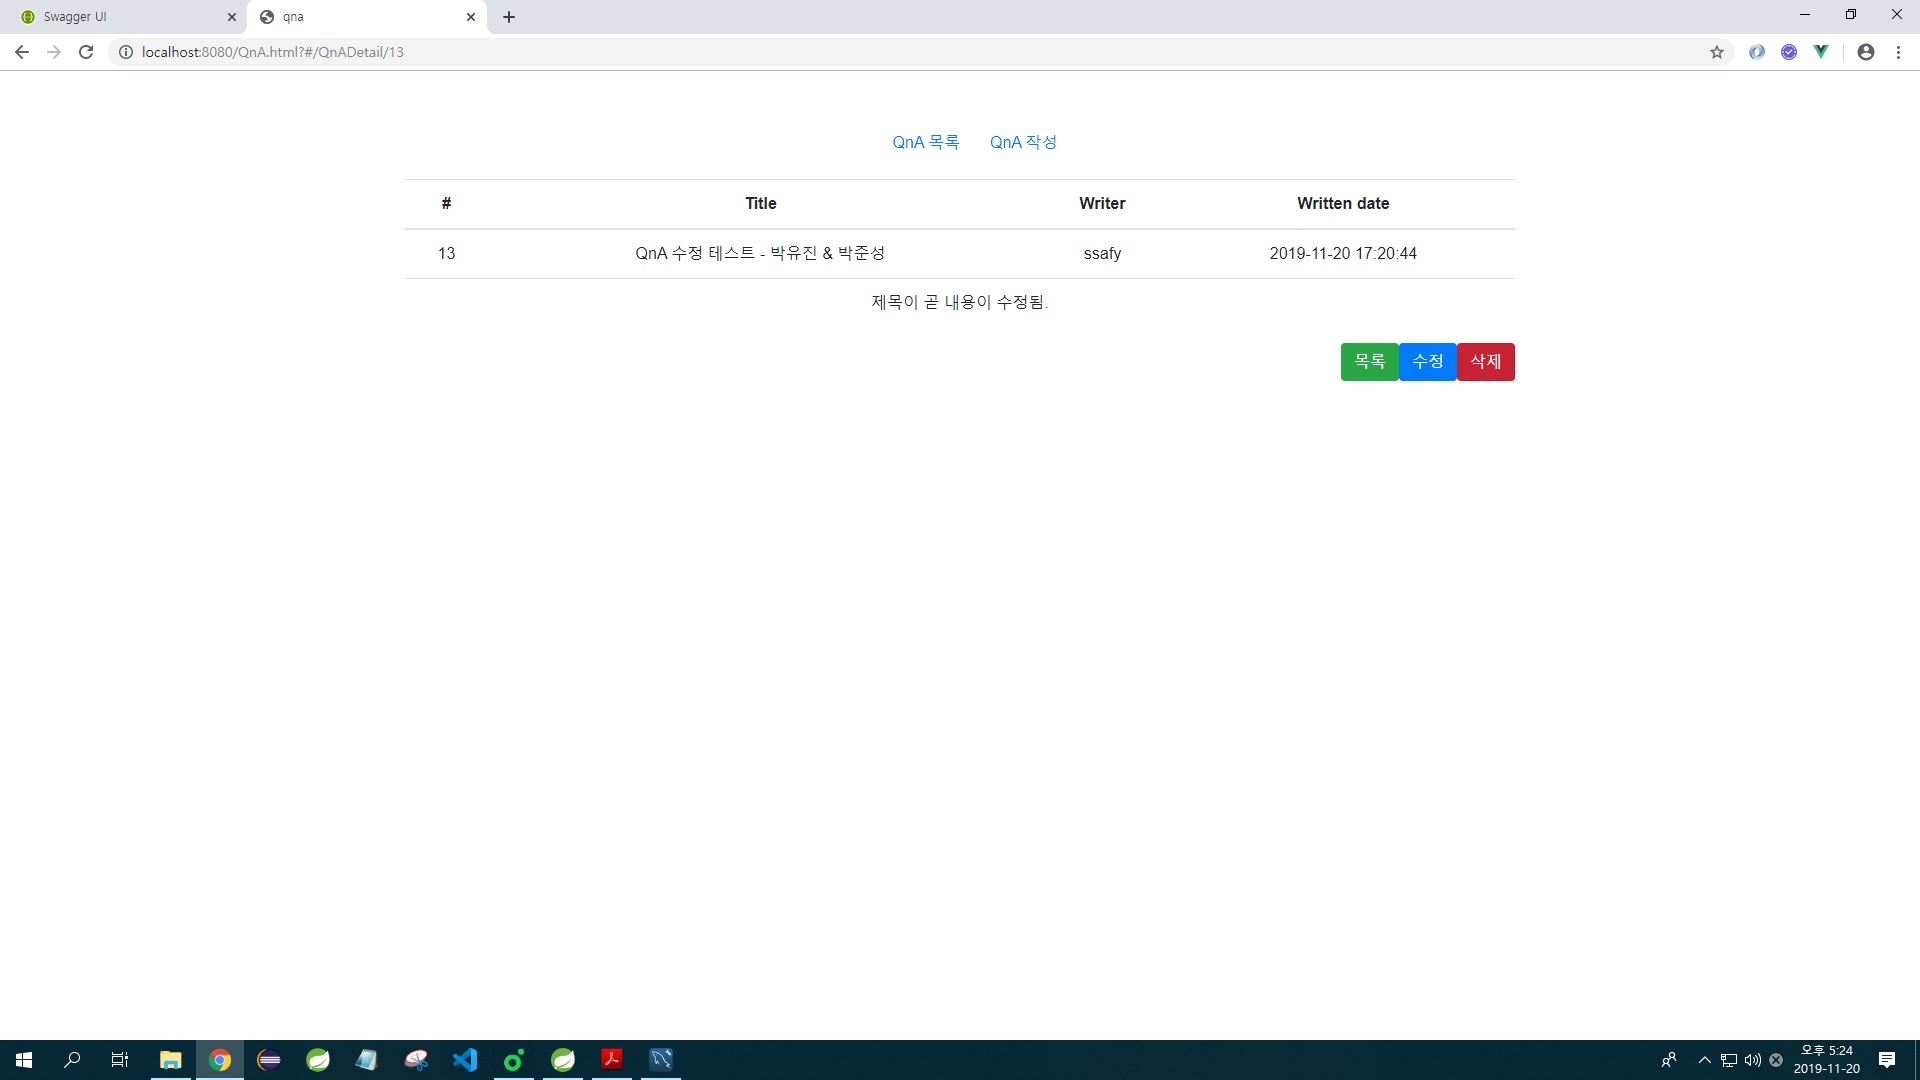 Swagger UI
qna
localhost:8080/QnA.html?#/QnADetail/13
QnA 목록 QnA 작성
# Title Writer Written date
13 QnA 수정 테스트 - 박유진 & 박준성 ssafy 2019-11-20 17:20:44
제목이 곧 내용이 수정됨.
목록 수정 삭제
오후 5:24
2019-11-20